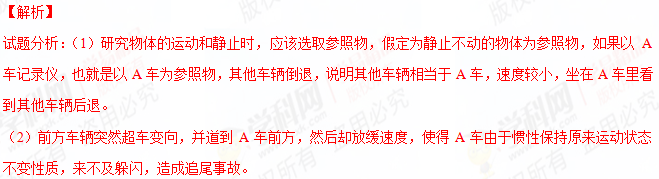 【解析】
试题分析：（1）研究物体的运动和静止时，应该选取参照物，假定为静止不动的物体为参照物，如果以 A
车记录仪，也就是以 A 车为参照物，其他车辆倒退，说明其他车辆相当于 A 车，速度较小，坐在 A 车里看
到其他车辆后退。
（2）前方车辆突然超车变向，并道到 A 车前方，然后却放缓速度，使得 A 车由于惯性保持原来运动状态
不变性质，来不及躲闪，造成追尾事故。